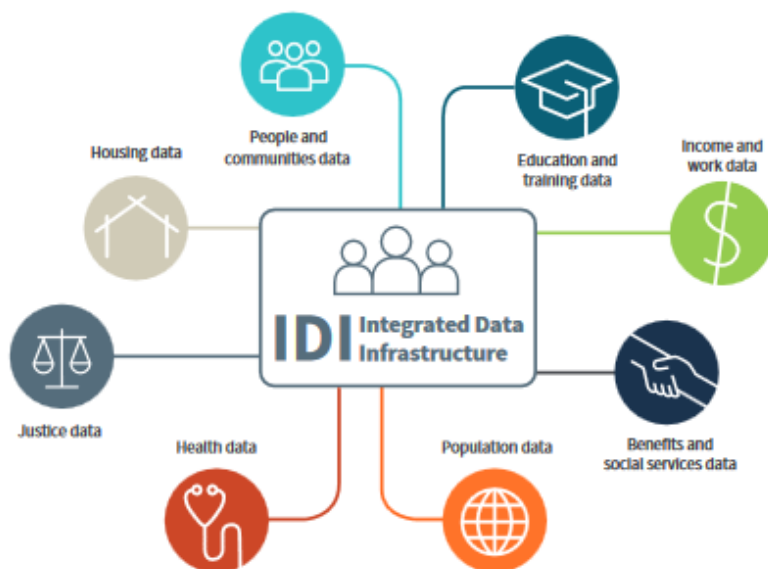 People and
communities data
Education and
training data
Housing data
Income and
work data
IDI Integrated Data
Infrastructure
Justice data
Benefits and
social services data
Health data
Population data